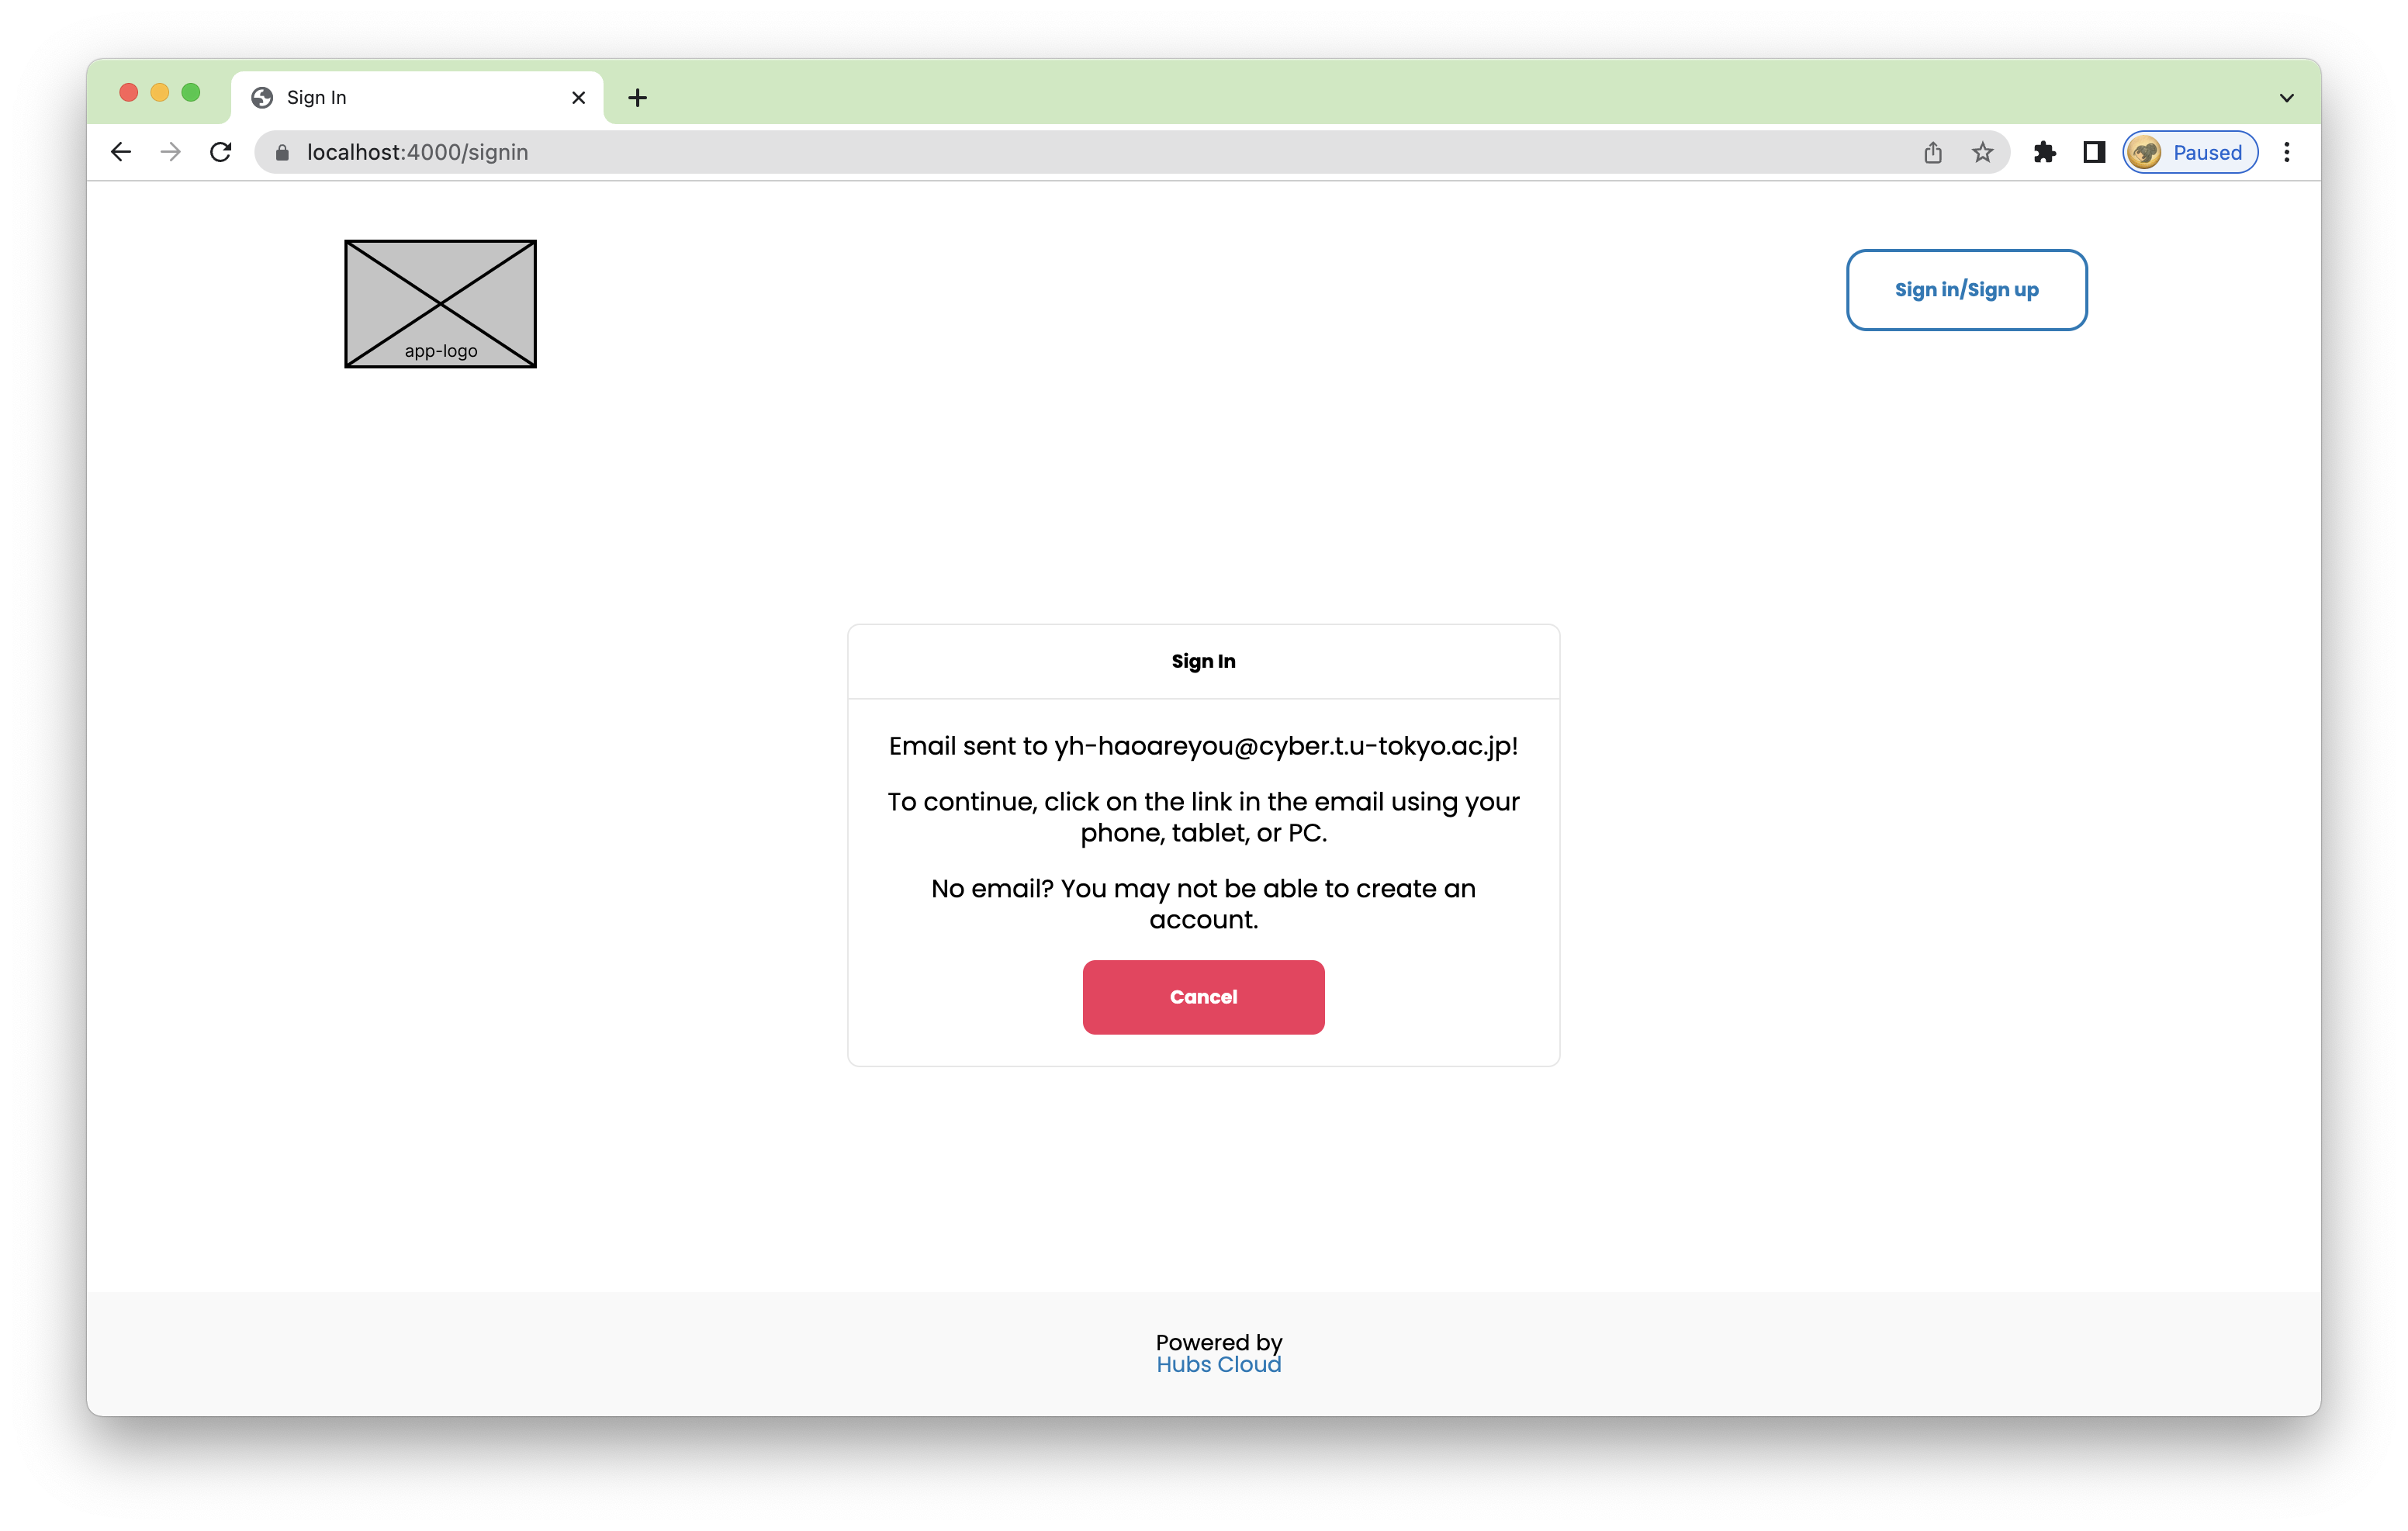 Sign In
localhost:4000/signin
Paused
app-logo
Sign in/Sign up
Sign In
Email sent to yh-haoareyou@cyber.t.u-tokyo.ac.jp!
To continue, click on the link in the email using your
phone, tablet, or PC.
No email? You may not be able to create an
account.
Cancel
Powered by
Hubs Cloud